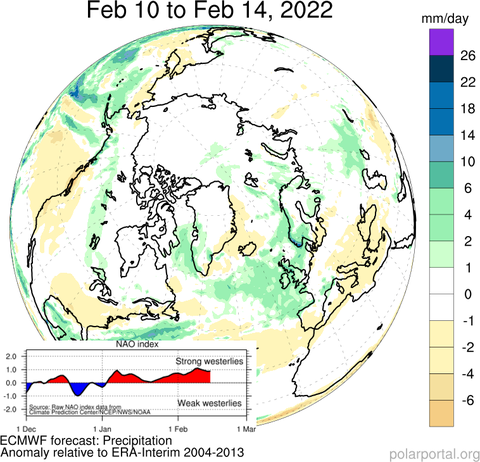 Feb 10 to Feb 14, 2022
mm/day
26
22
18
14
10
6
4
2
1
0
-1
-2
-4
-6
NAO index
2.0
1.0
0.0
-1.0
-2.0
Strong westerlies
Weak westerlies
Source: Raw NAO index data from
Climate Prediction Center/NCEP/NWS/NOAA
1 Dec
1 Jan
1 Feb
1 Mar
ECMWF forecast: Precipitation
Anomaly relative to ERA-Interim 2004-2013
polarportal.org